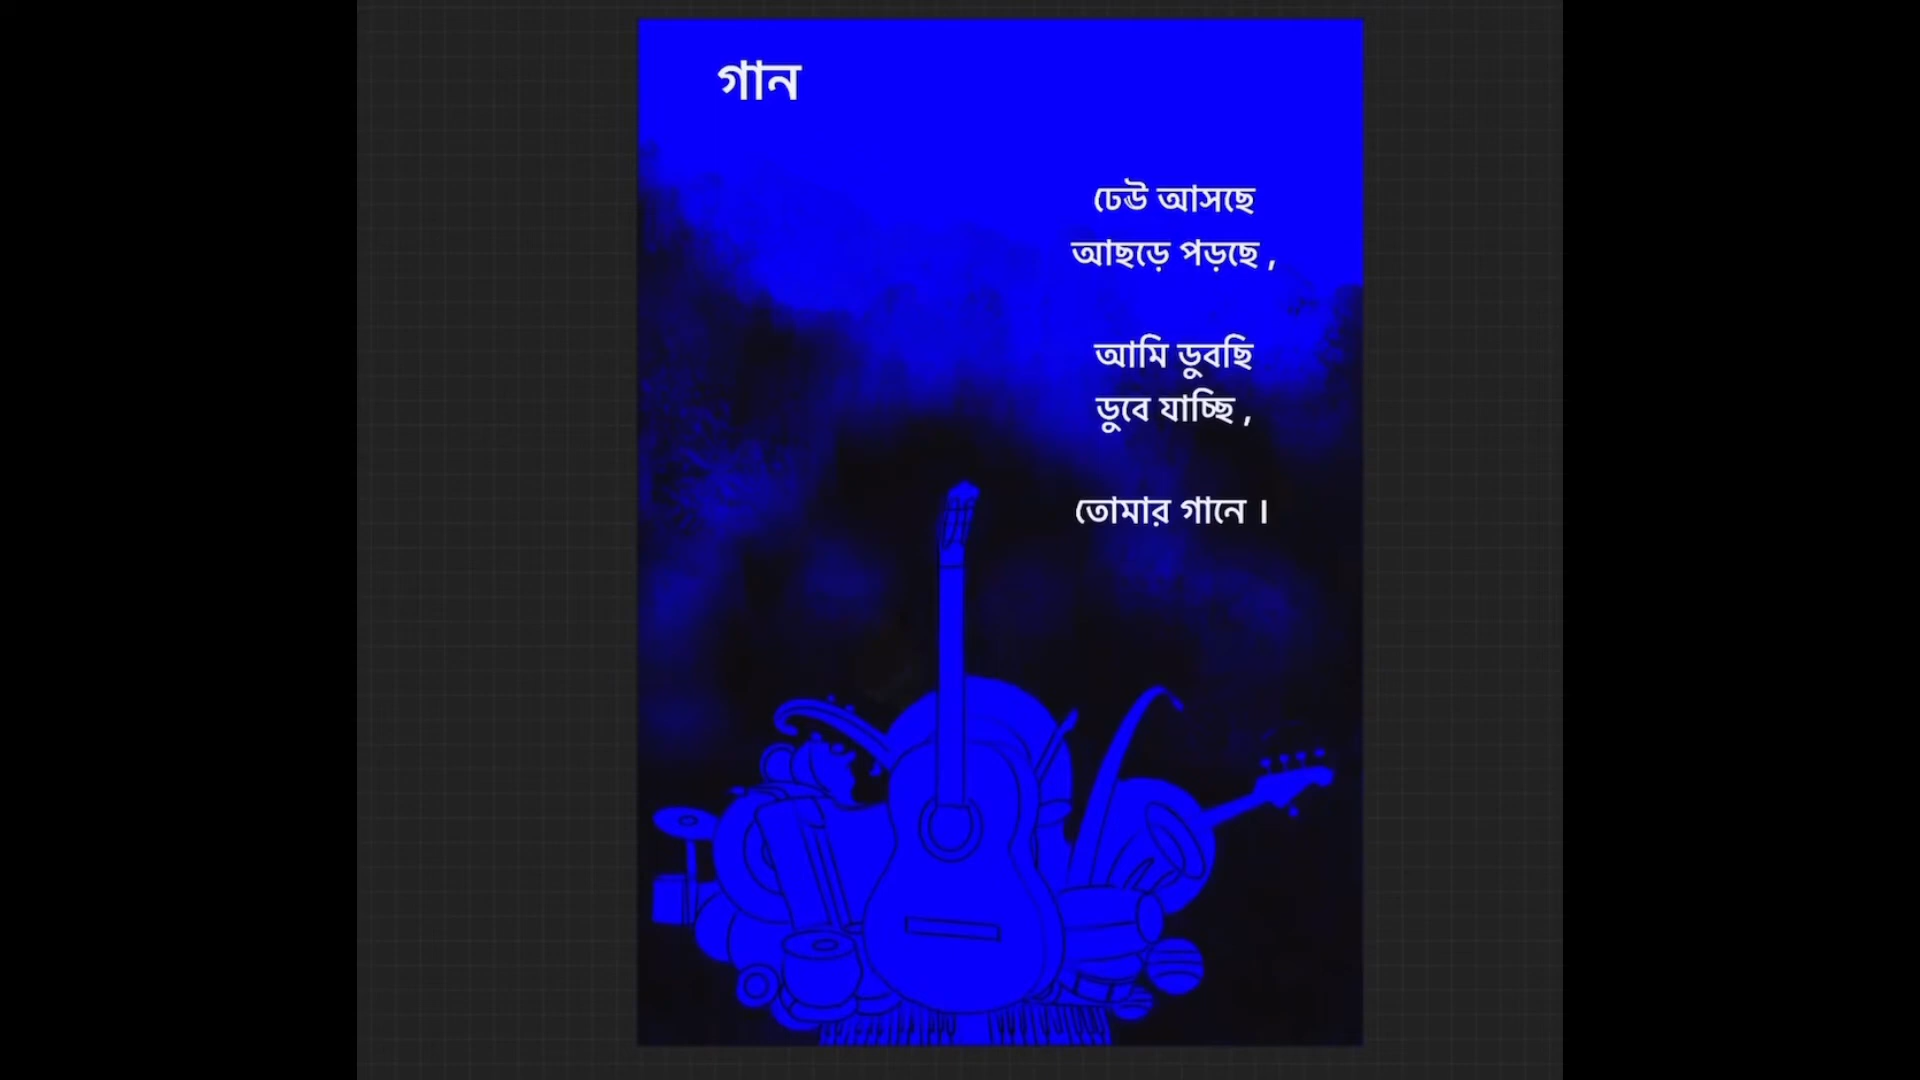 গান
ঢেউ আসছে
আছড়ে পড়ছে ,
আমি ডুবছি
ডুবে যাচ্ছি ,
তোমার গানে ।